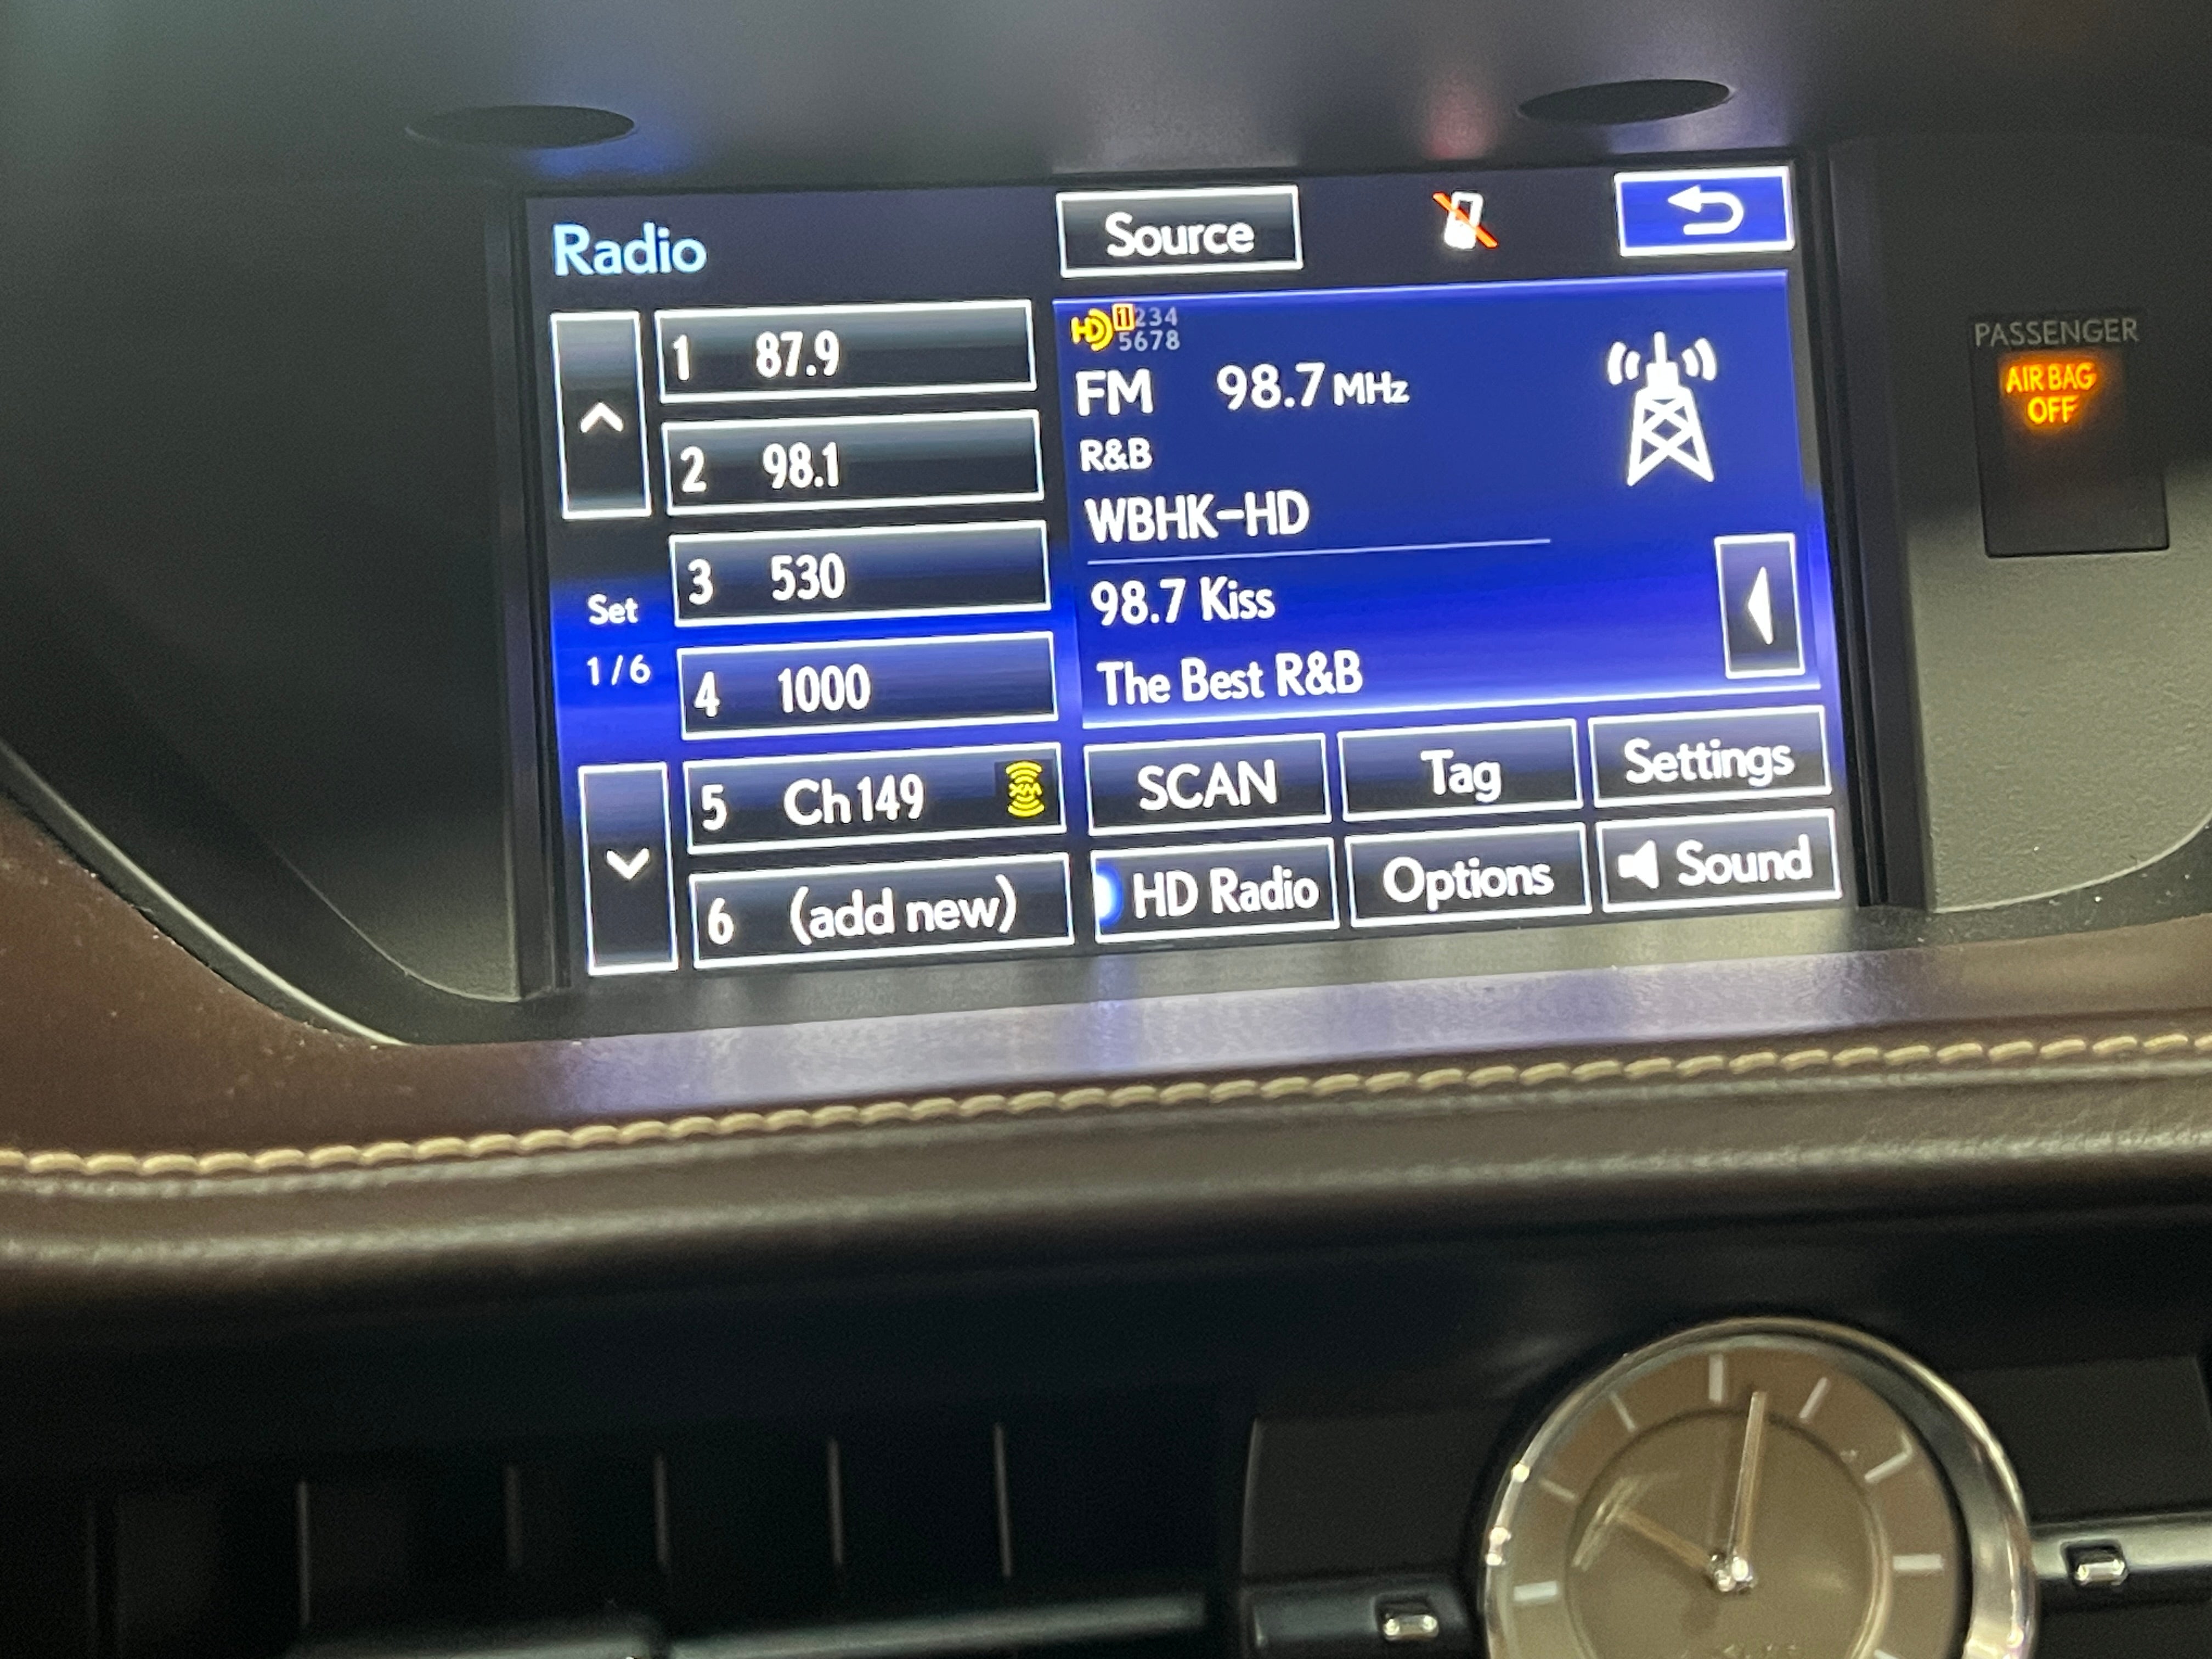 Radio
Source
1 87.9
2 98.1
3 530
4 1000
5 Ch149 XM
6 (add new)
Set
1/6
HD 1234
5678
FM 98.7 MHz
R&B
WBHK-HD
98.7 Kiss
The Best R&B
SCAN
Tag
Settings
HD Radio
Options
Sound
PASSENGER
AIR BAG
OFF